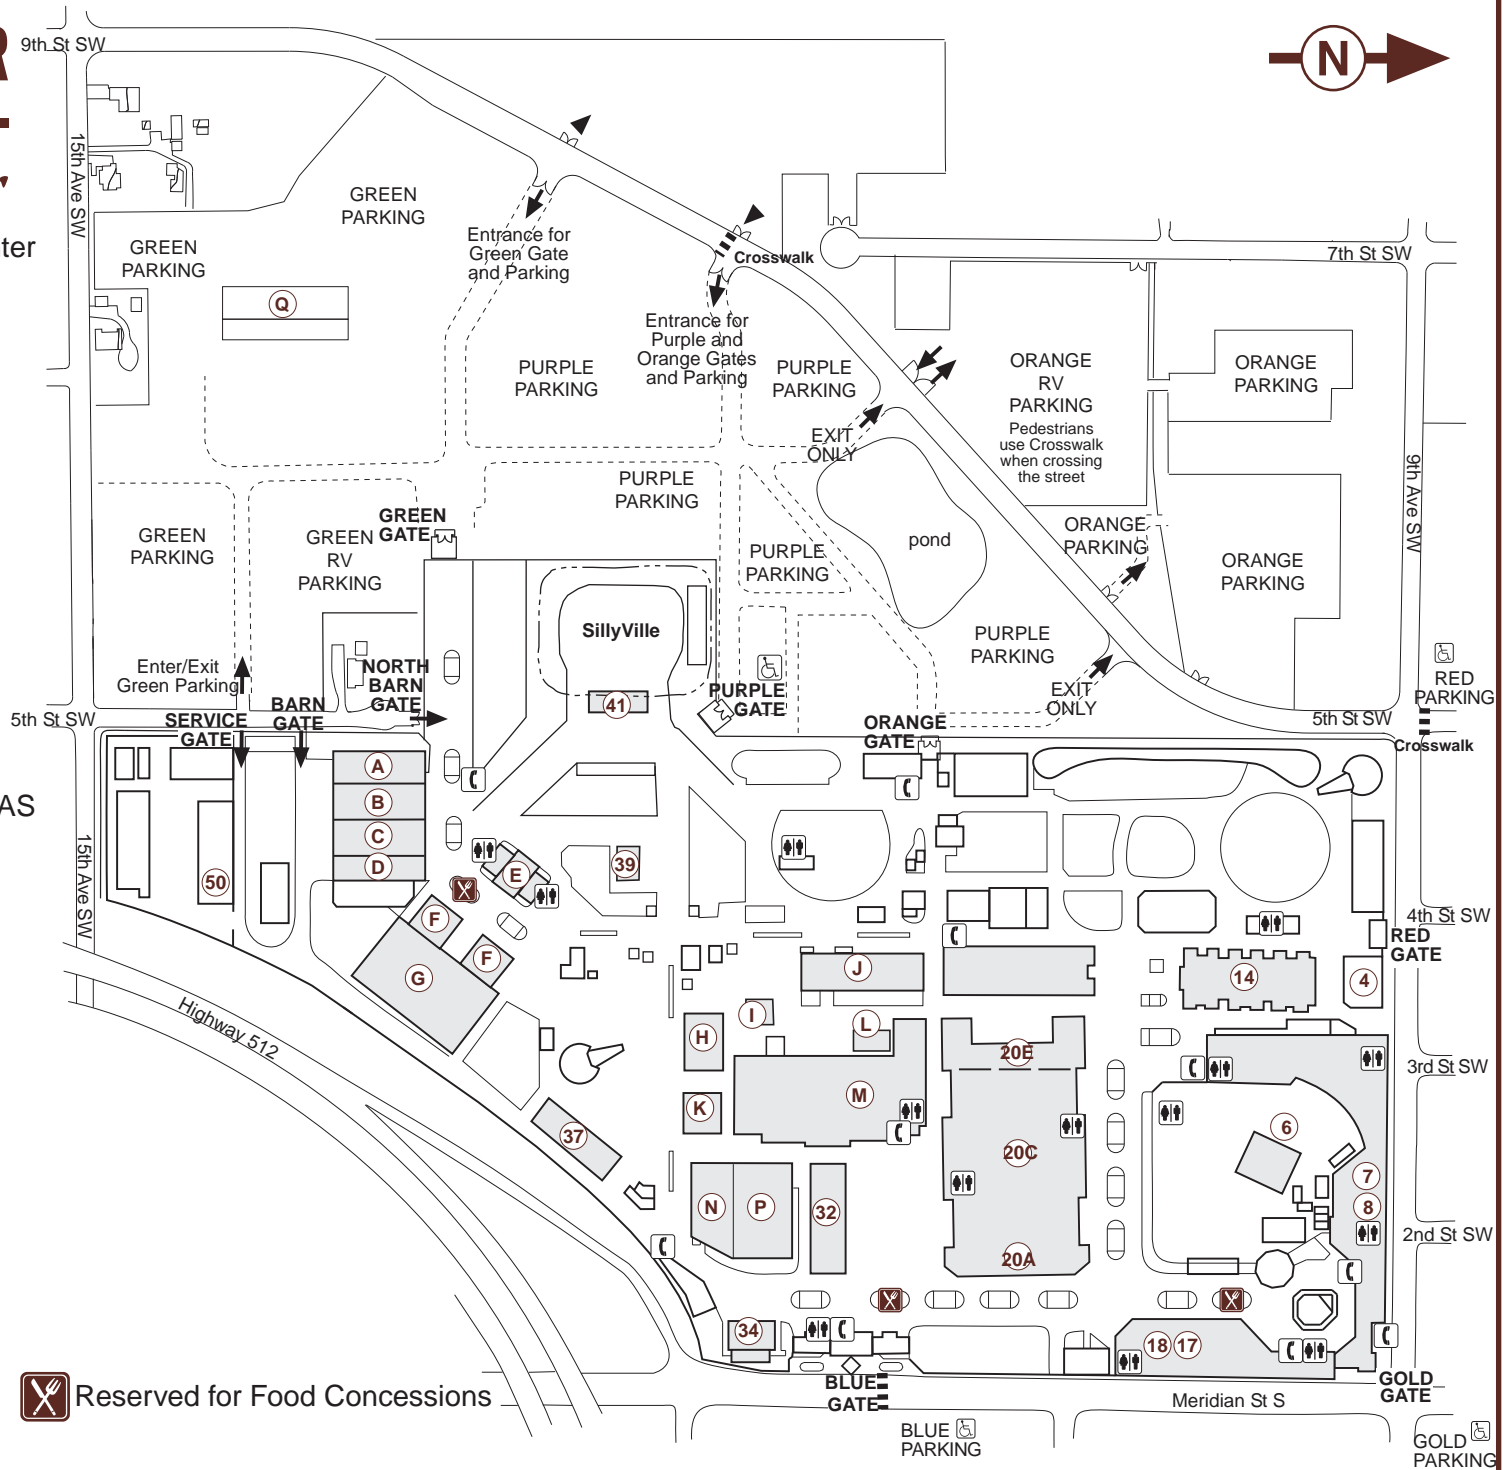 R
9th St SW
N
15th Ave SW
r
GREEN
PARKING
GREEN
PARKING
ter
Entrance for
Green Gate
and Parking
Crosswalk
7th St SW
Q
Entrance for
Purple and
Orange Gates
and Parking
PURPLE
PARKING
PURPLE
PARKING
ORANGE
RV
PARKING
Pedestrians
use Crosswalk
when crossing
the street
ORANGE
PARKING
EXIT
ONLY
PURPLE
PARKING
9th Ave SW
GREEN
GATE
GREEN
PARKING
GREEN
RV
PARKING
PURPLE
PARKING
pond
ORANGE
PARKING
ORANGE
PARKING
SillyVille
PURPLE
PARKING
Enter/Exit
Green Parking
NORTH
BARN
GATE
41
PURPLE
GATE
EXIT
ONLY
RED
PARKING
5th St SW
SERVICE
GATE
BARN
GATE
ORANGE
GATE
5th St SW
Crosswalk
A
B
C
D
AS
15th Ave SW
50
E
39
F
F
G
4th St SW
RED
GATE
J
14
4
Highway 512
I
H
L
20E
3rd St SW
K
M
37
6
20C
7
8
N
P
32
2nd St SW
20A
34
18
17
Reserved for Food Concessions
BLUE
GATE
GOLD
GATE
Meridian St S
BLUE
PARKING
GOLD
PARKING